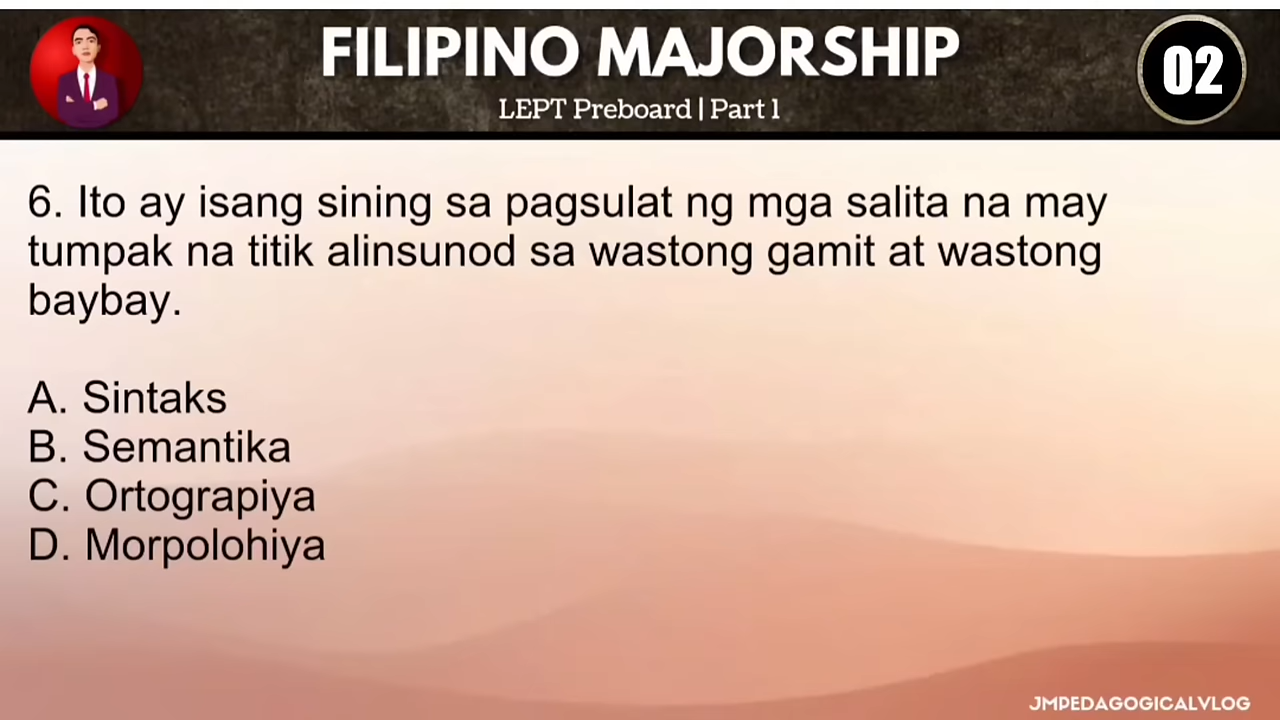 FILIPINO MAJORSHIP
LEPT Preboard | Part 1
02
6. Ito ay isang sining sa pagsulat ng mga salita na may
tumpak na titik alinsunod sa wastong gamit at wastong
baybay.
A. Sintaks
B. Semantika
C. Ortograpiya
D. Morpolohiya
JMPEDAGOGICALVLOG